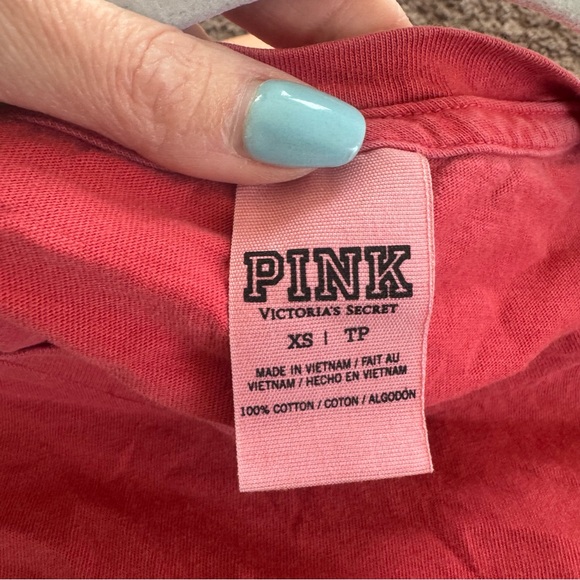 PINK
VICTORIA'S SECRET
XS | TP
MADE IN VIETNAM / FAIT AU
VIETNAM / HECHO EN VIETNAM
100% COTTON / COTON / ALGODÓN